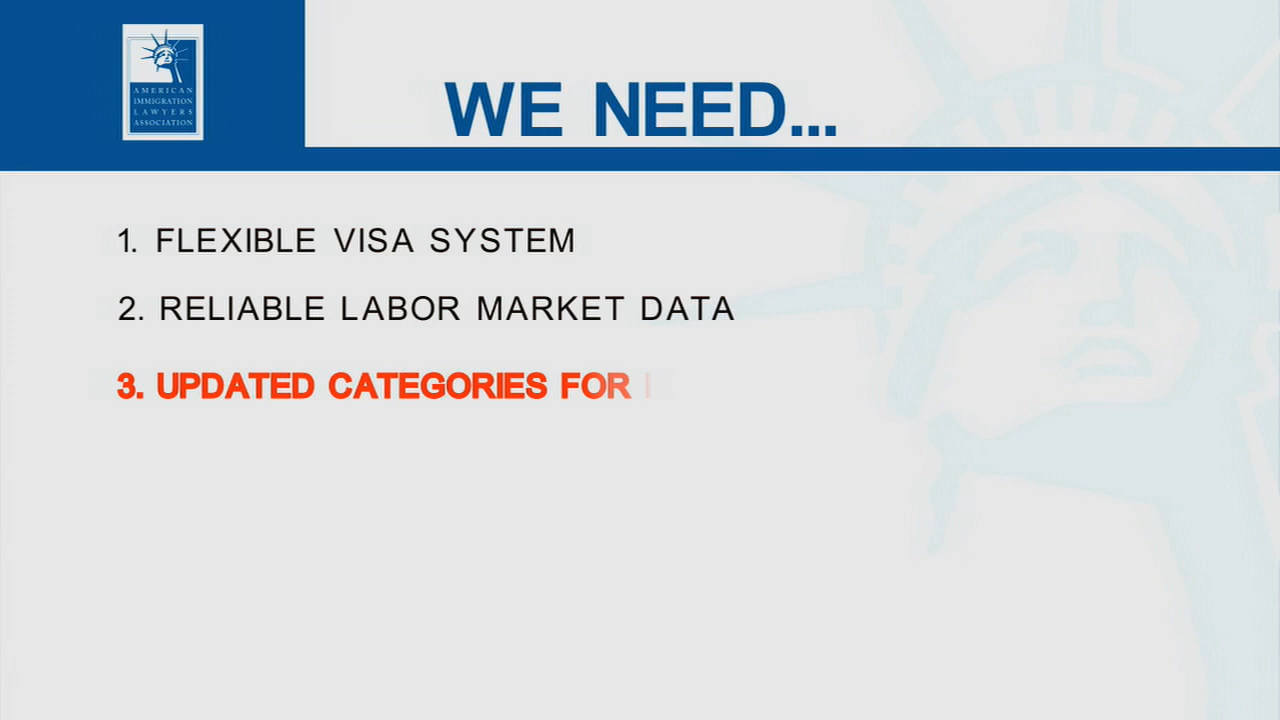 AMERICAN
IMMIGRATION
LAWYERS
ASSOCIATION
WE NEED...
1. FLEXIBLE VISA SYSTEM
2. RELIABLE LABOR MARKET DATA
3. UPDATED CATEGORIES FOR